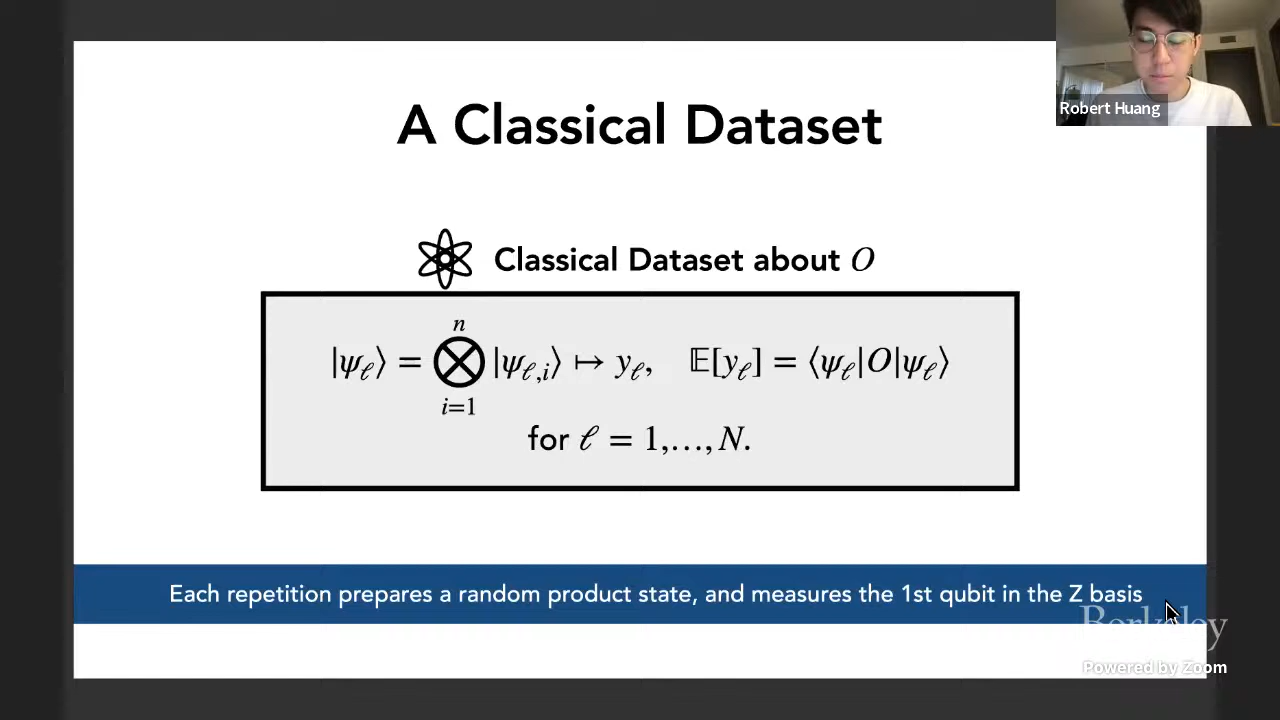 A Classical Dataset
Robert Huang
Classical Dataset about O
|ψ_ℓ⟩ = ⨂_{i=1}^{n} |ψ_{ℓ,i}⟩ ↦ y_ℓ, 𝔼[y_ℓ] = ⟨ψ_ℓ|O|ψ_ℓ⟩
for ℓ = 1,…,N.
Each repetition prepares a random product state, and measures the 1st qubit in the Z basis
Berkeley
Powered by Zoom